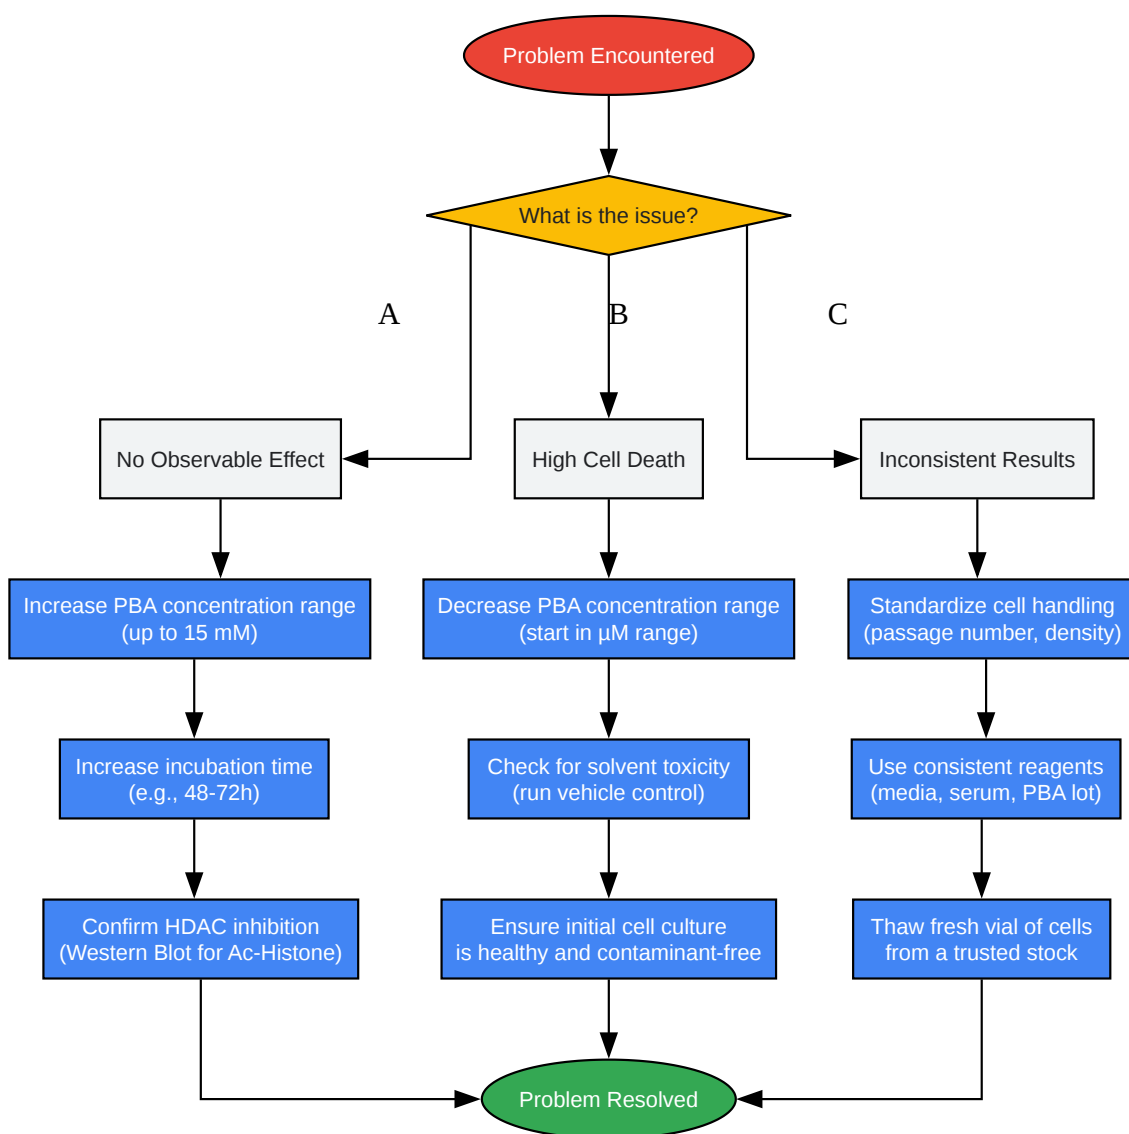 Problem Encountered
What is the issue?
A
B
C
No Observable Effect
High Cell Death
Inconsistent Results
Increase PBA concentration range
(up to 15 mM)
Decrease PBA concentration range
(start in µM range)
Standardize cell handling
(passage number, density)
Increase incubation time
(e.g., 48-72h)
Check for solvent toxicity
(run vehicle control)
Use consistent reagents
(media, serum, PBA lot)
Confirm HDAC inhibition
(Western Blot for Ac-Histone)
Ensure initial cell culture
is healthy and contaminant-free
Thaw fresh vial of cells
from a trusted stock
Problem Resolved